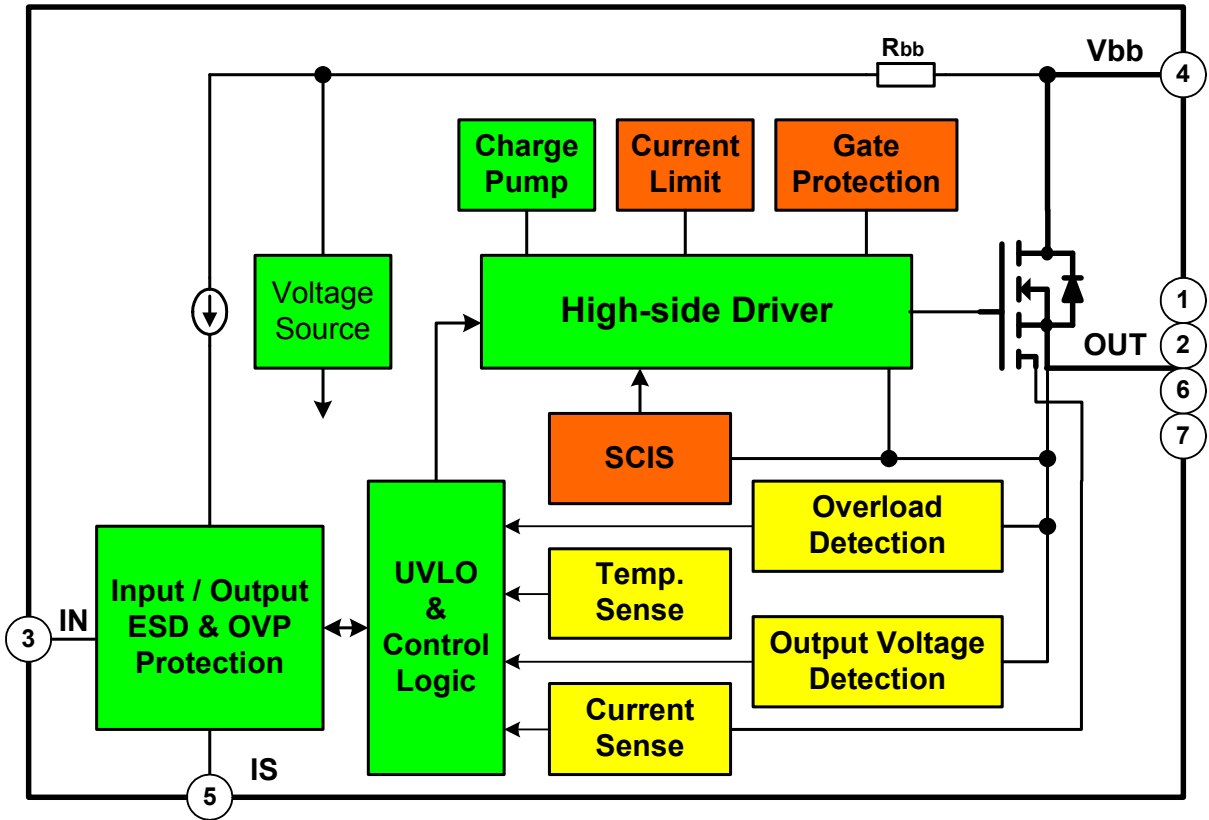 Rbb
Vbb
4
Charge
Pump
Current
Limit
Gate
Protection
Voltage
Source
High-side Driver
1
OUT
2
6
7
SCIS
Overload
Detection
UVLO
&
Control
Logic
Temp.
Sense
Input / Output
ESD & OVP
Protection
IN
3
Output Voltage
Detection
Current
Sense
IS
5